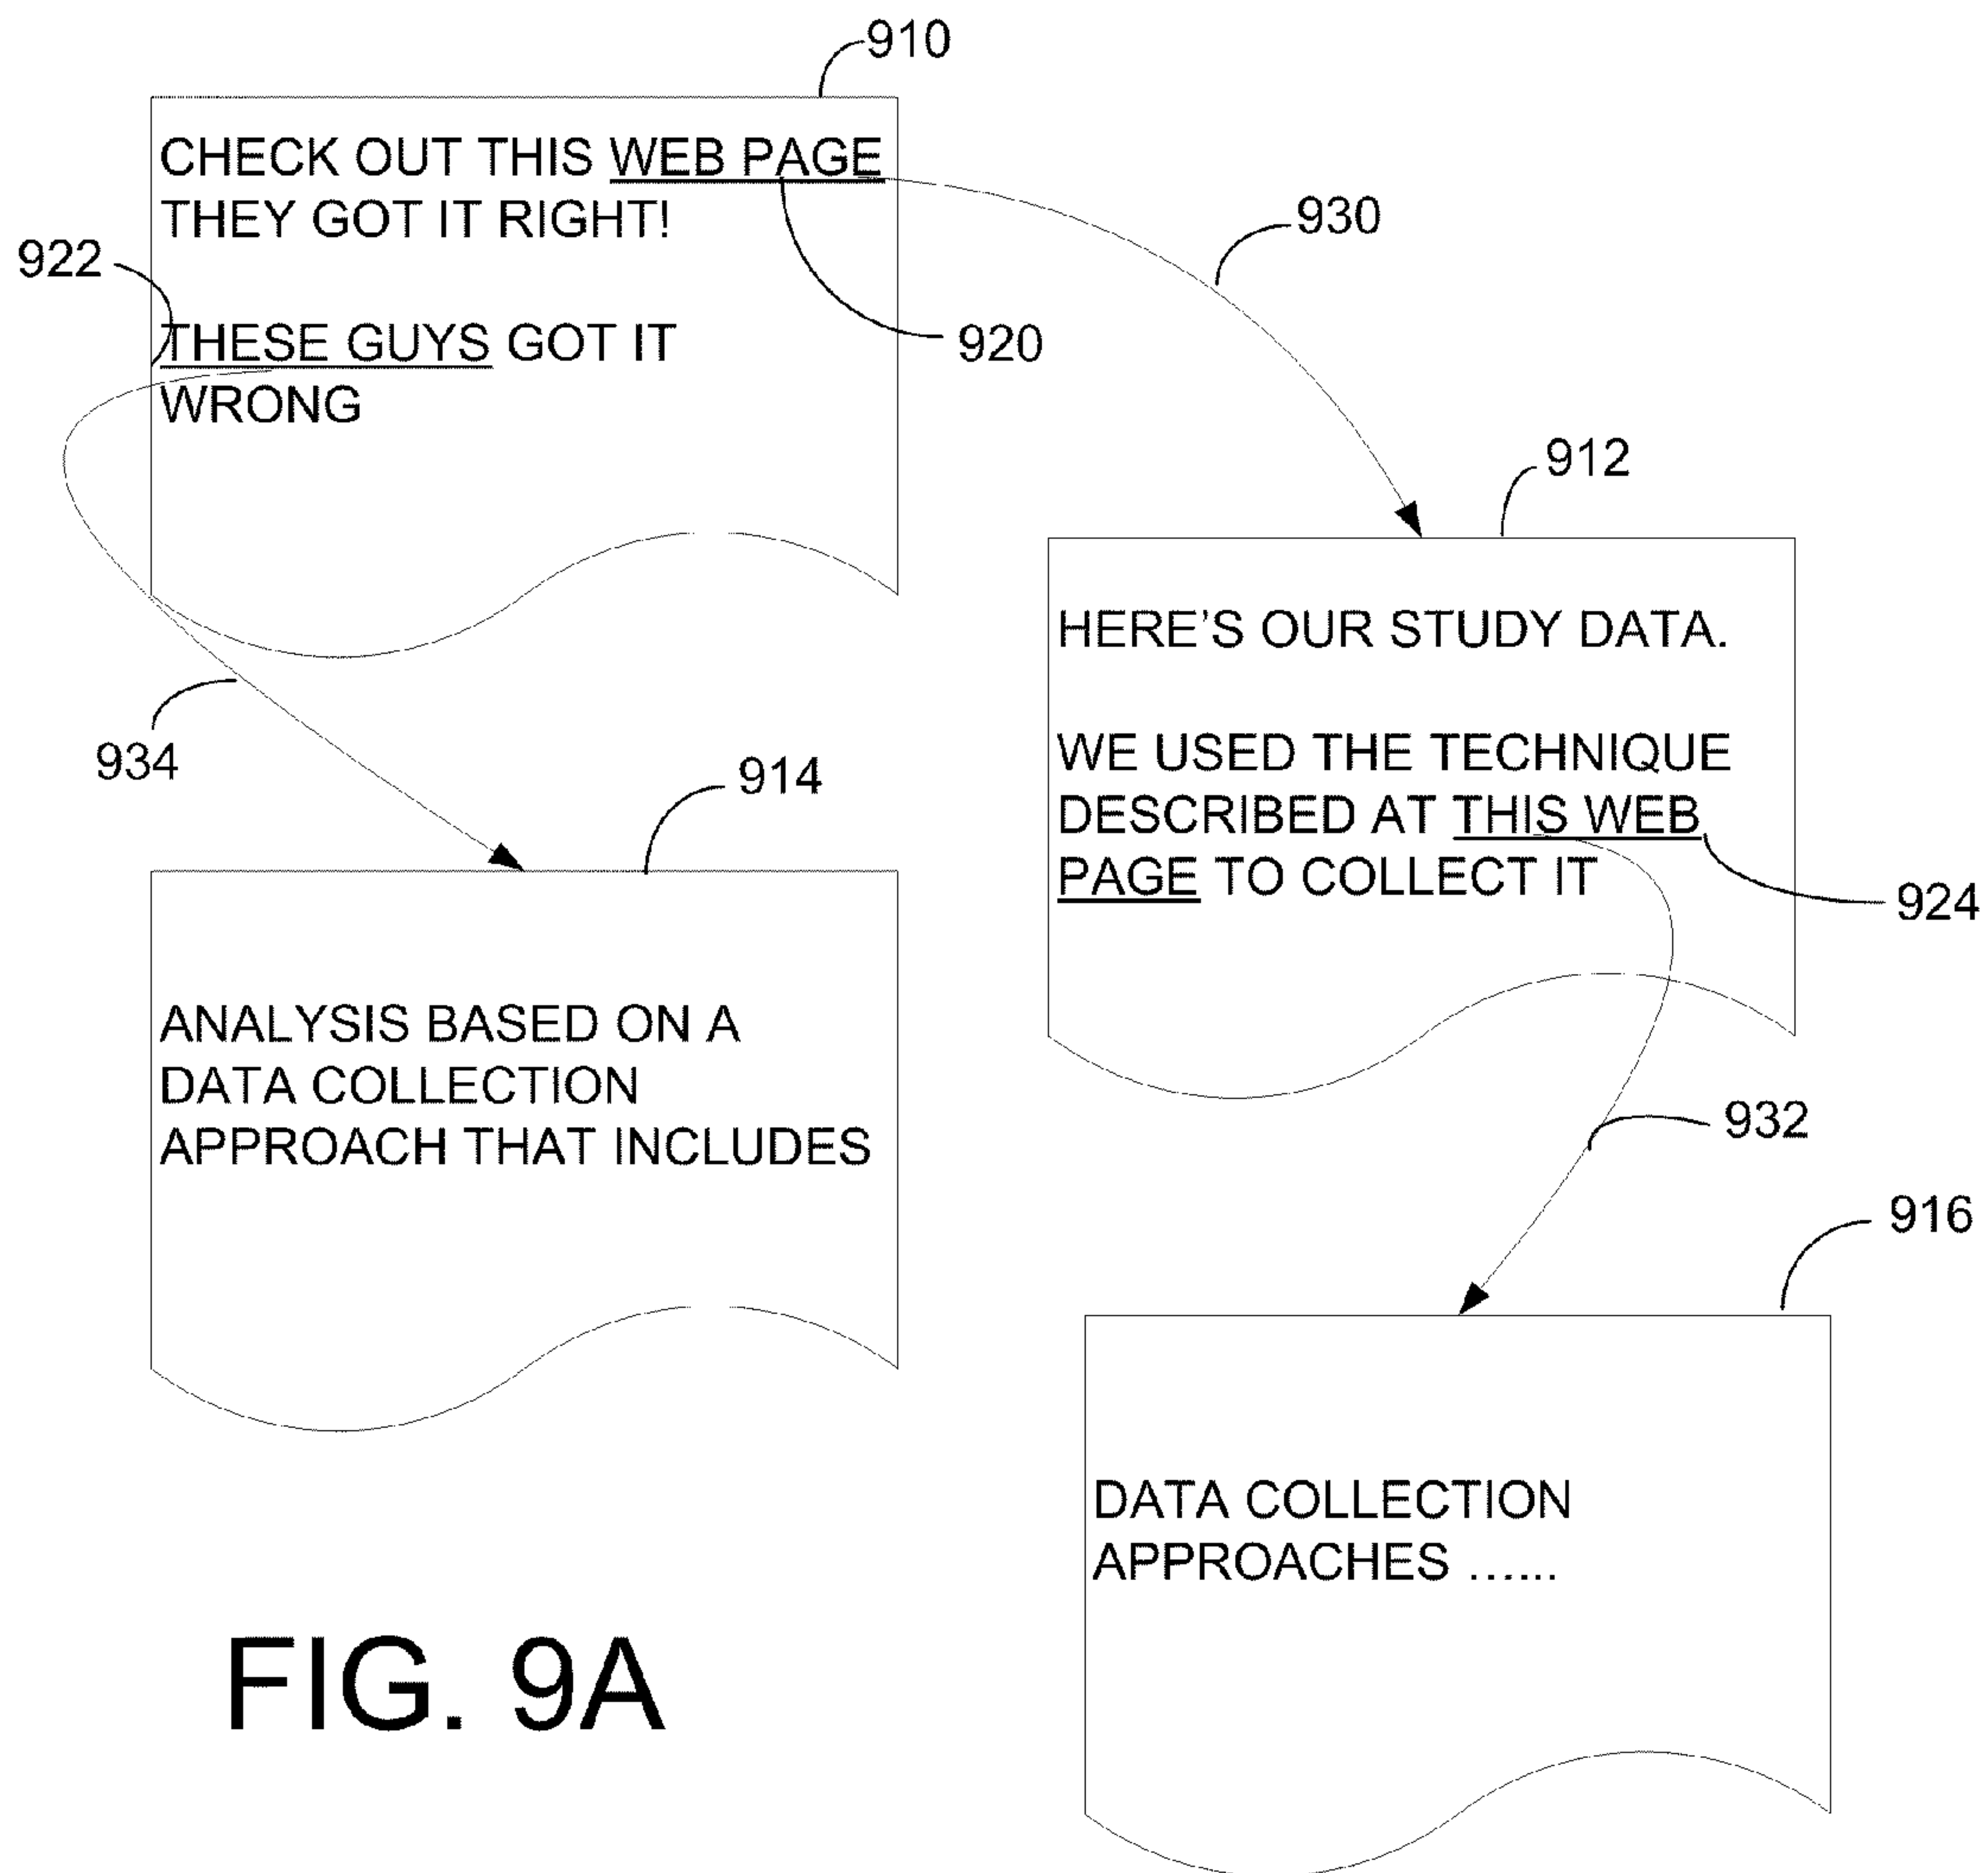 910
CHECK OUT THIS WEB PAGE
THEY GOT IT RIGHT!
930
922
THESE GUYS GOT IT
920
WRONG
912
HERE'S OUR STUDY DATA.
WE USED THE TECHNIQUE
DESCRIBED AT THIS WEB
PAGE TO COLLECT IT
924
934
914
ANALYSIS BASED ON A
DATA COLLECTION
APPROACH THAT INCLUDES
932
916
DATA COLLECTION
APPROACHES ......
FIG. 9A